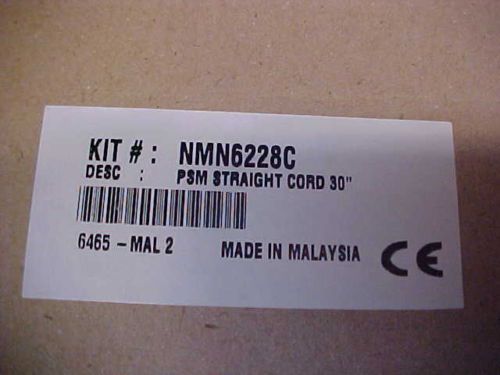 KIT # : NMN6228C
DESC : PSM STRAIGHT CORD 30"
6465 - MAL 2 MADE IN MALAYSIA CE